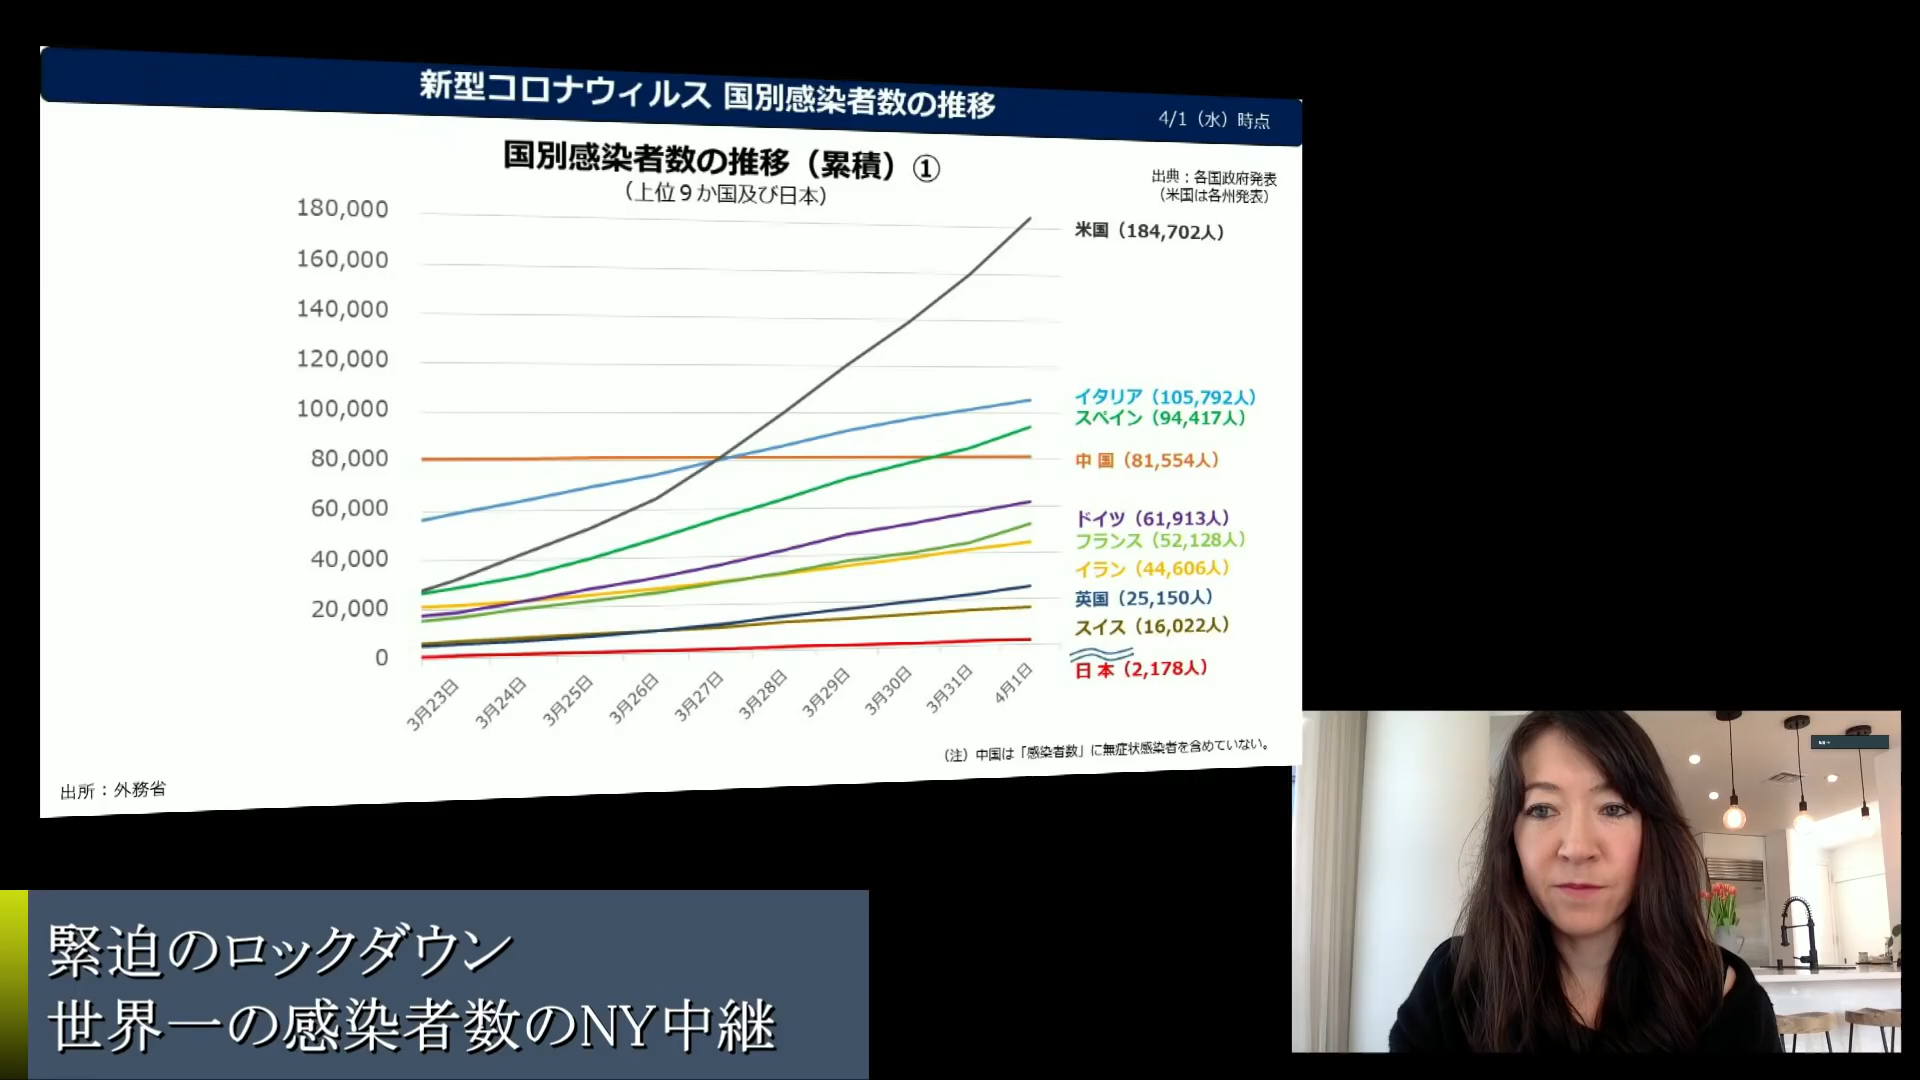 新型コロナウィルス 国別感染者数の推移
4/1（水）時点
国別感染者数の推移（累積）①
（上位９か国及び日本）
出典：各国政府発表
（米国は各州発表）
180,000
160,000
140,000
120,000
100,000
80,000
60,000
40,000
20,000
0
米国（184,702人）
イタリア（105,792人）
スペイン（94,417人）
中 国（81,554人）
ドイツ（61,913人）
フランス（52,128人）
イラン（44,606人）
英国（25,150人）
スイス（16,022人）
日 本（2,178人）
3月23日
3月24日
3月25日
3月26日
3月27日
3月28日
3月29日
3月30日
3月31日
4月1日
（注）中国は「感染者数」に無症状感染者を含めていない。
出所：外務省
緊迫のロックダウン
世界一の感染者数のNY中継